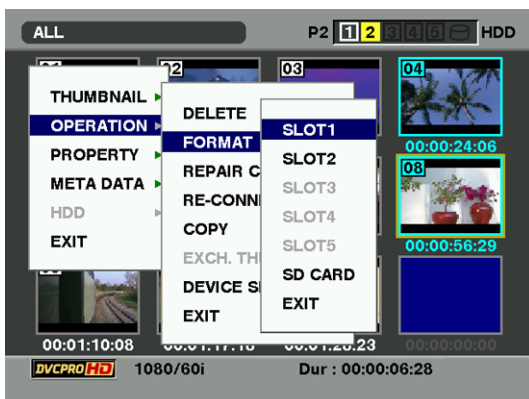 ALL P2 1 2 3 4 5 HDD
02 03 04
THUMBNAIL
OPERATION
PROPERTY
META DATA
HDD
EXIT
DELETE
FORMAT
REPAIR C
RE-CONN
COPY
EXCH. TH
DEVICE S
EXIT
SLOT1
SLOT2
SLOT3
SLOT4
SLOT5
SD CARD
EXIT
00:00:24:06
08
00:00:56:29
00:01:10:08 00:00:00:00
DVCPRO HD 1080/60i Dur : 00:00:06:28